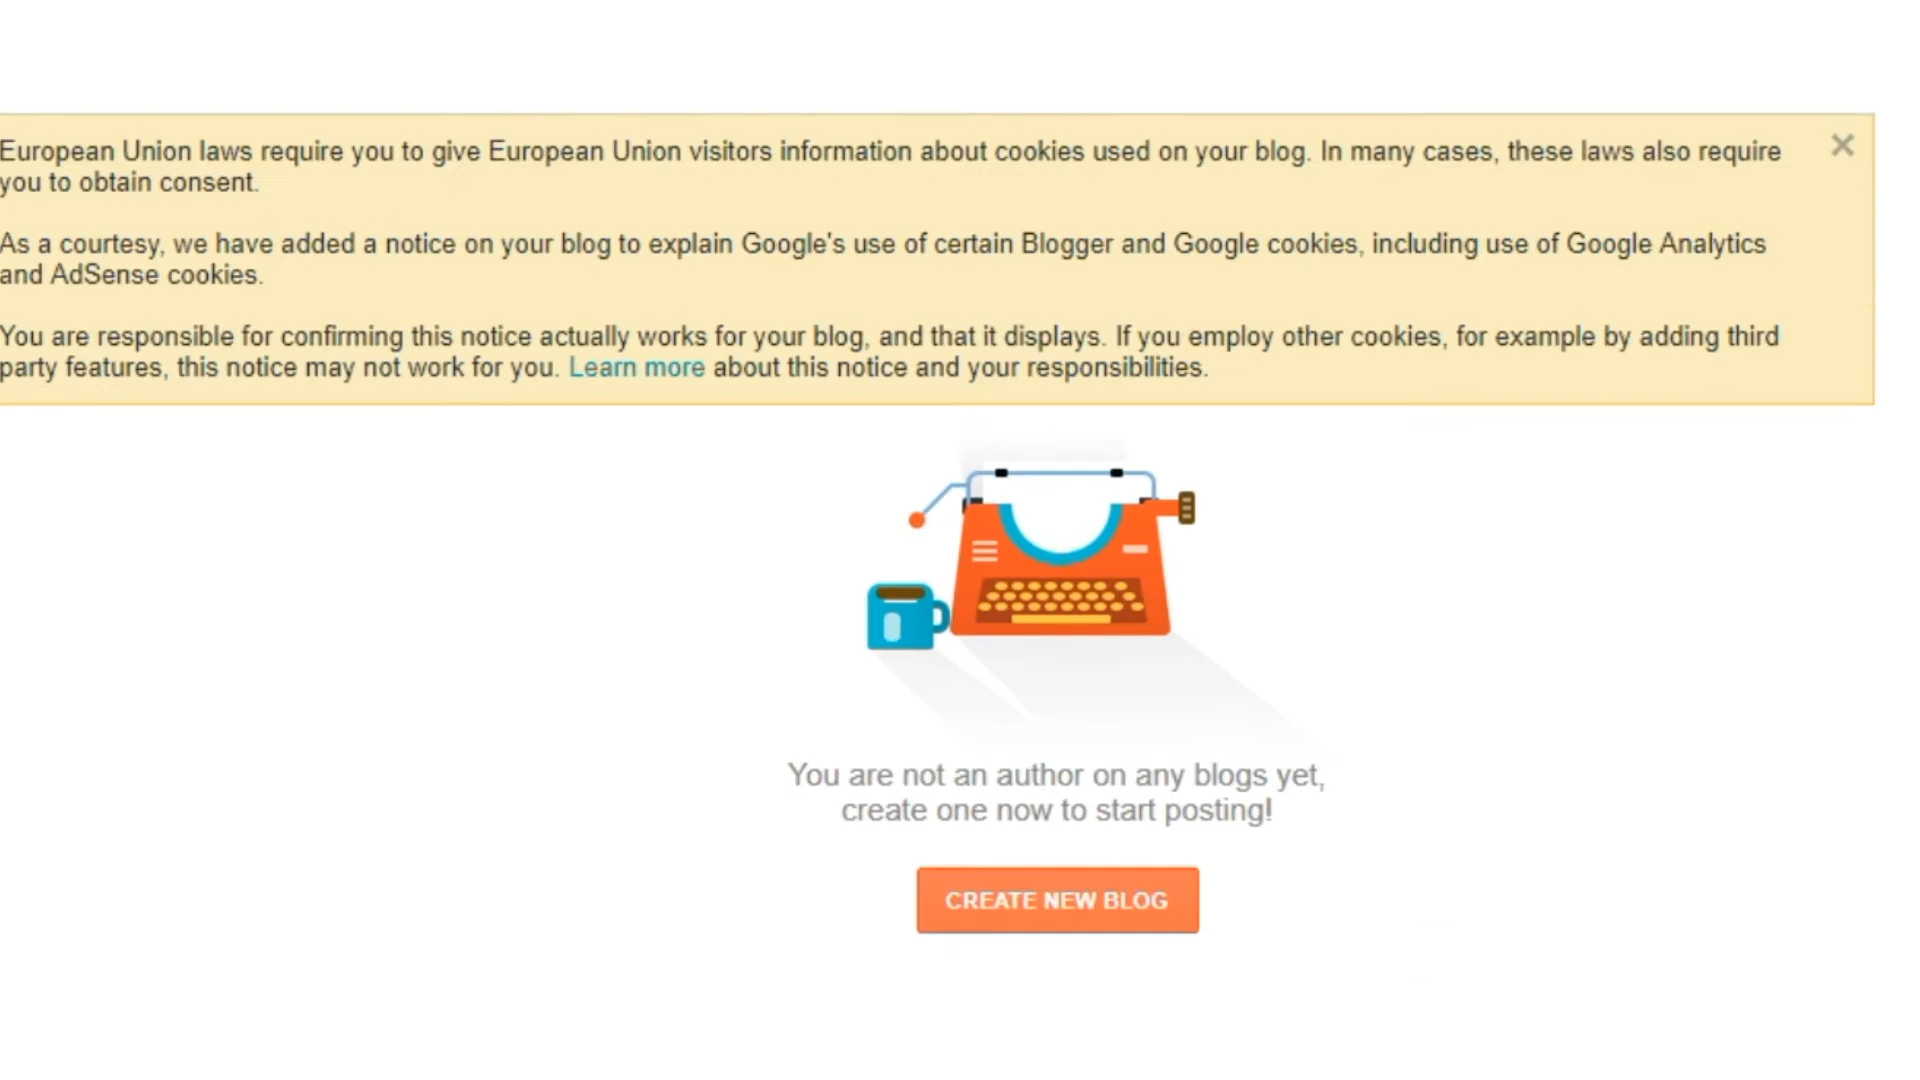 European Union laws require you to give European Union visitors information about cookies used on your blog. In many cases, these laws also require
you to obtain consent.
As a courtesy, we have added a notice on your blog to explain Google's use of certain Blogger and Google cookies, including use of Google Analytics
and AdSense cookies.
You are responsible for confirming this notice actually works for your blog, and that it displays. If you employ other cookies, for example by adding third
party features, this notice may not work for you. Learn more about this notice and your responsibilities.
You are not an author on any blogs yet,
create one now to start posting!
CREATE NEW BLOG